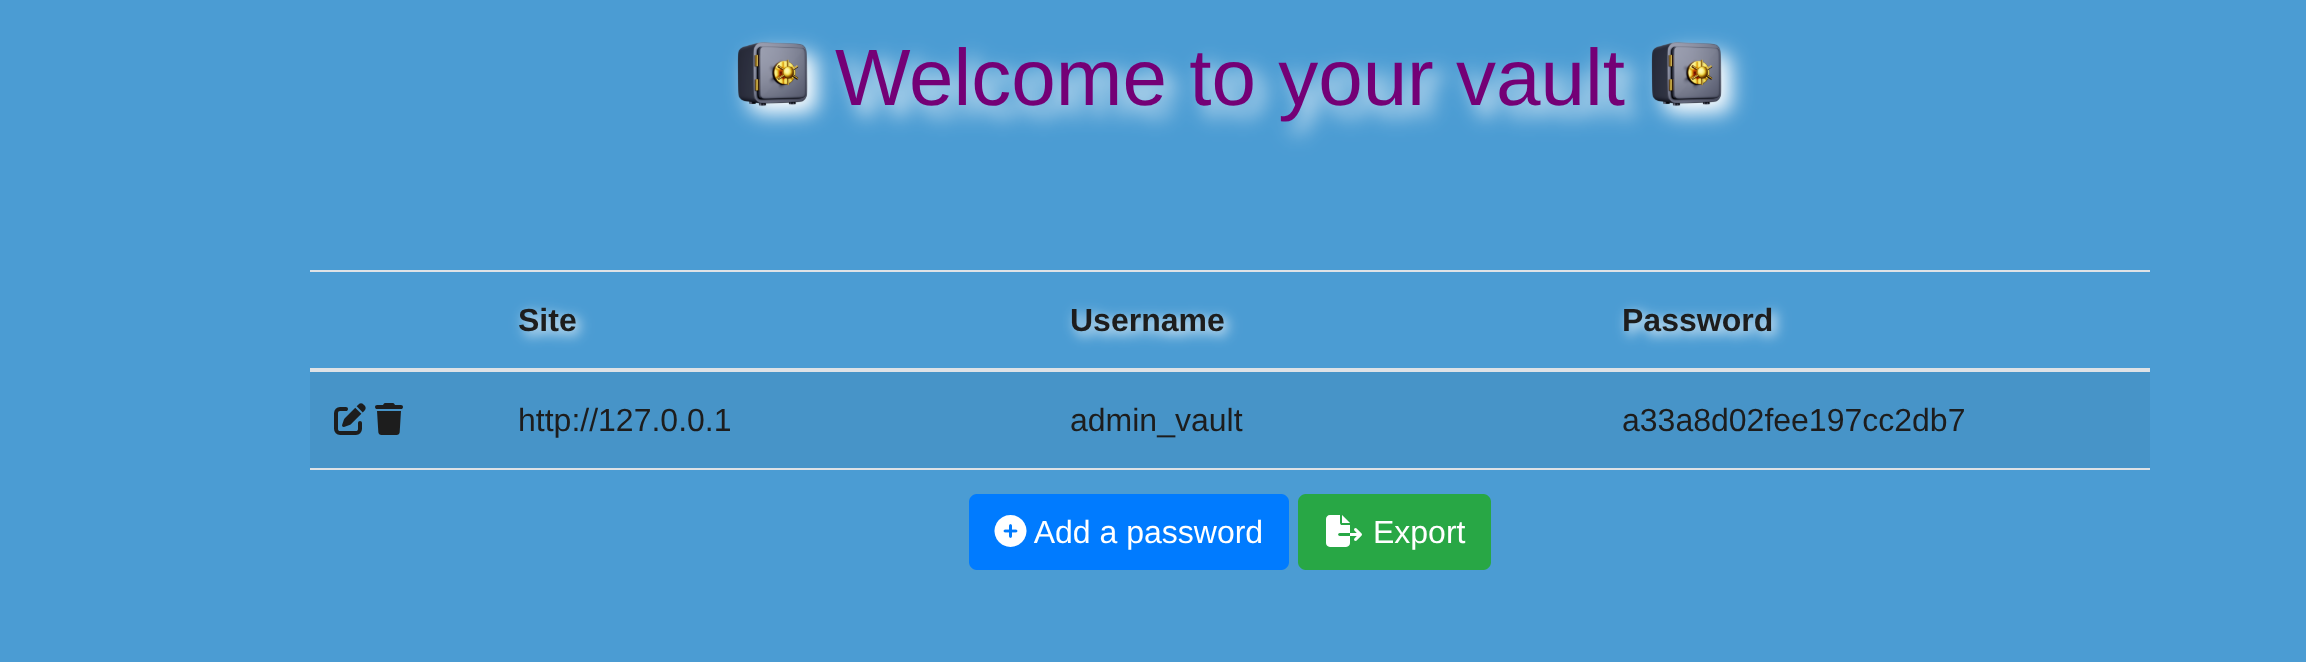 Welcome to your vault
Site Username Password
http://127.0.0.1 admin_vault a33a8d02fee197cc2db7
Add a password Export